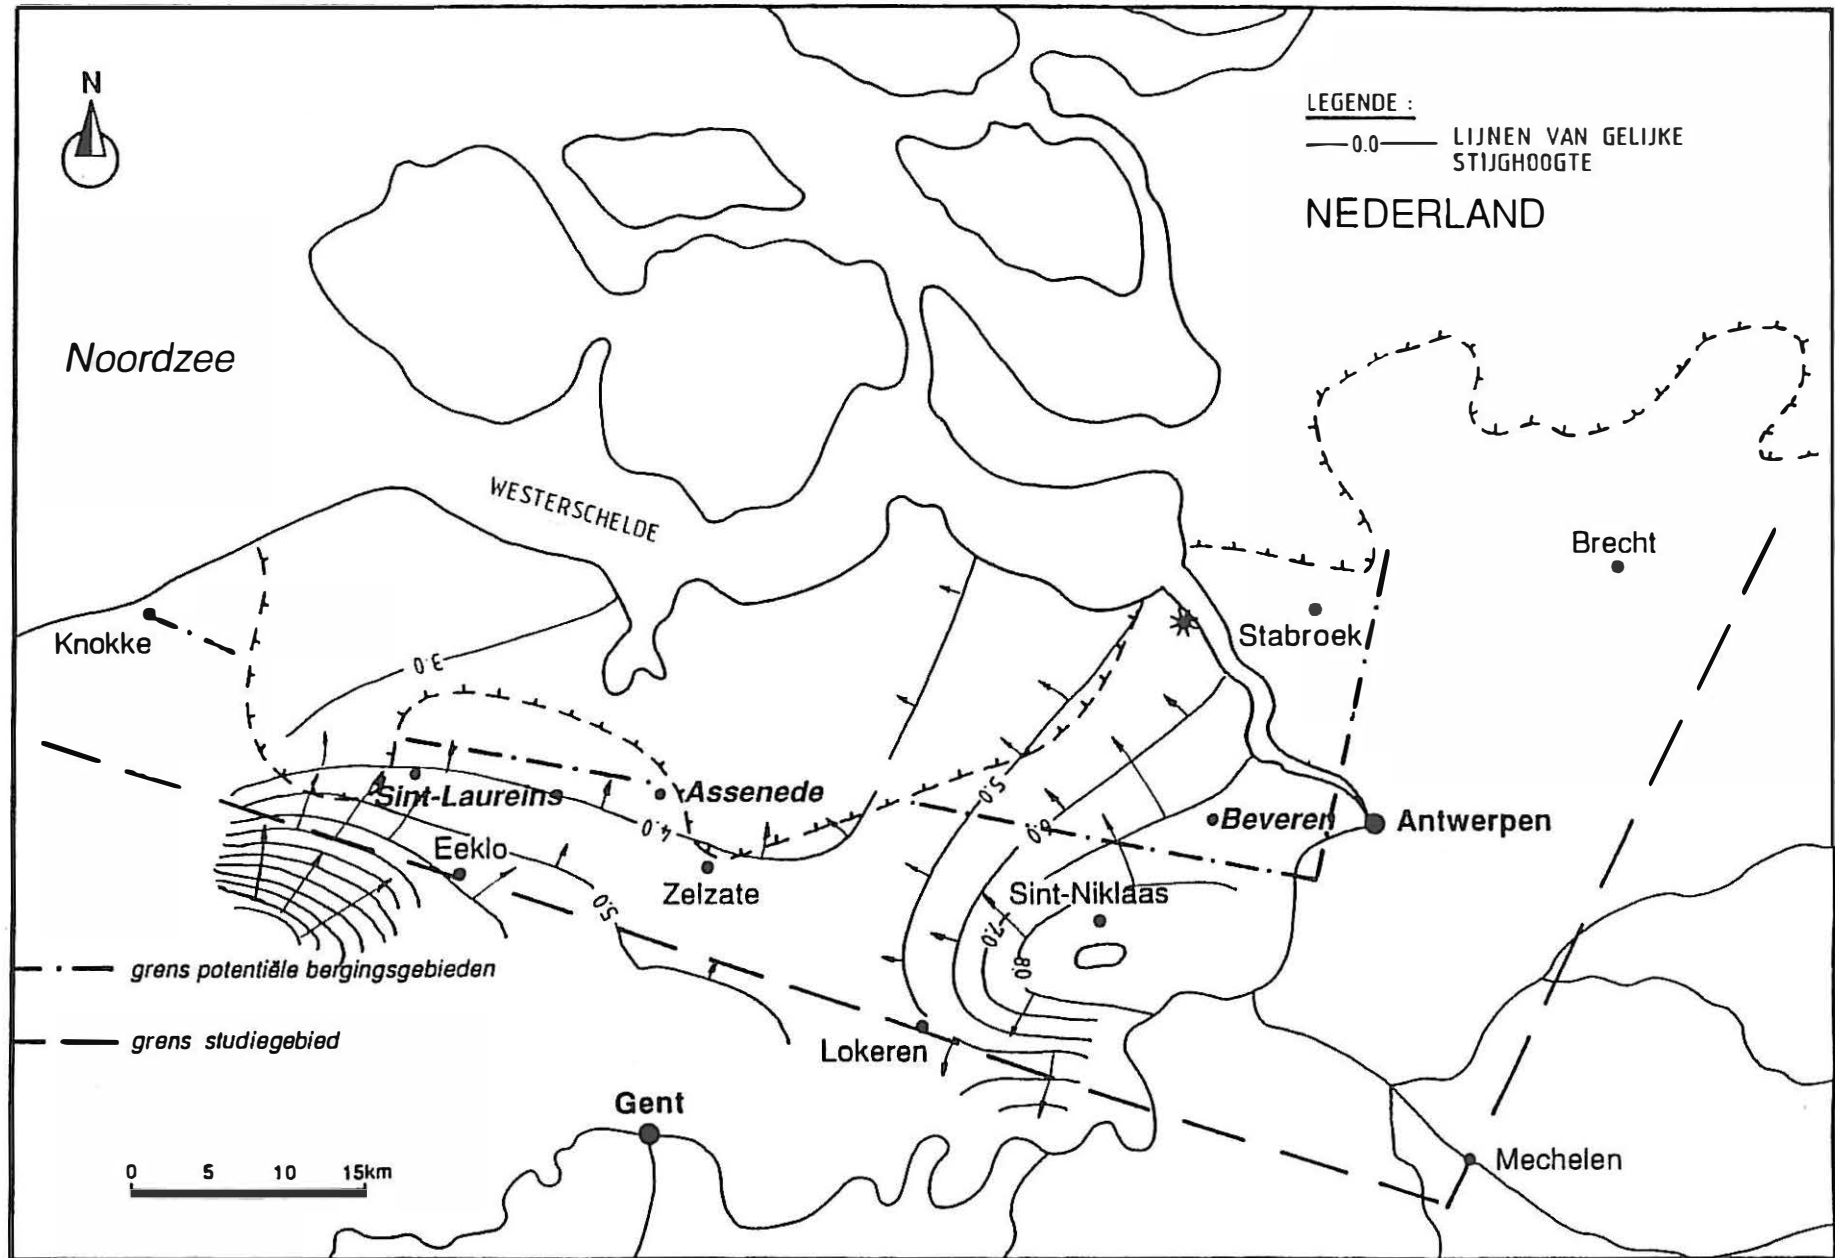 N
LEGENDE :
0.0 LIJNEN VAN GELIJKE
STIJGHOOGTE
NEDERLAND
Noordzee
WESTERSCHELDE
Brecht
Knokke
Stabroek
3.0
Sint-Laureins
Assenede
5.0
4.0
6.0
Beveren
Antwerpen
Eeklo
Zelzate
Sint-Niklaas
5.0
7.0
8.0
grens potentiële bergingsgebieden
grens studiegebied
Lokeren
Gent
Mechelen
0 5 10 15km